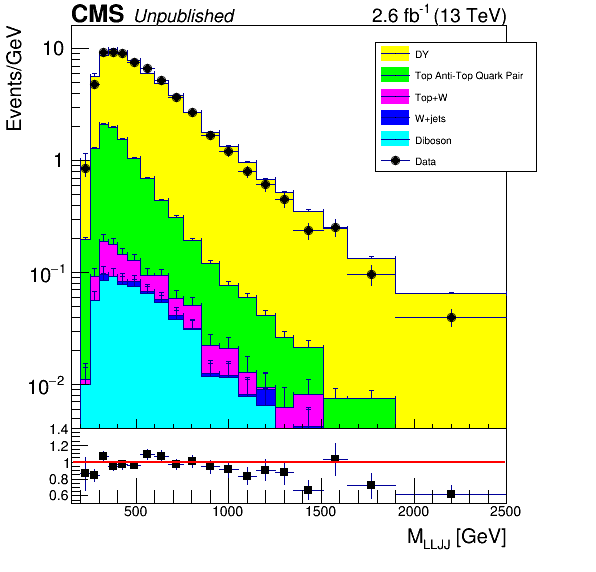 CMS Unpublished 2.6 fb⁻¹ (13 TeV)
Events/GeV
10
1
10⁻¹
10⁻²
DY
Top Anti-Top Quark Pair
Top+W
W+jets
Diboson
Data
1.4
1.2
1
0.8
0.6
500 1000 1500 2000 2500
M_LLJJ [GeV]